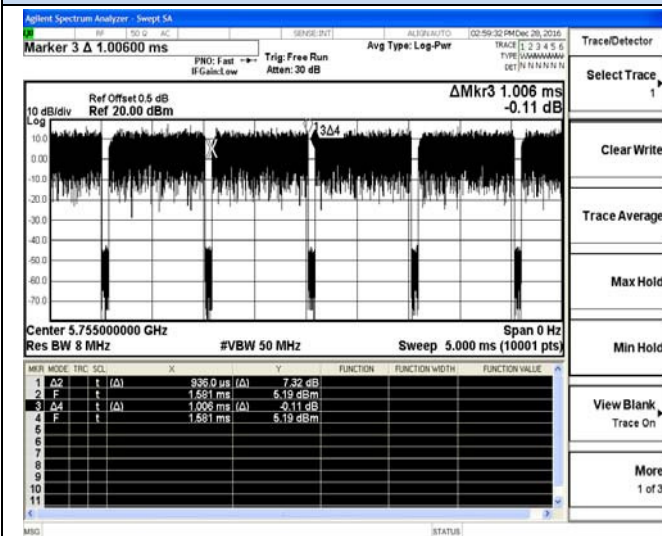 Agilent Spectrum Analyzer - Swept SA
RF 50 Ω AC SENSE:INT ALIGN AUTO 02:59:32 PM Dec 28, 2016
Marker 3 Δ 1.00600 ms
PNO: Fast
IFGain:Low
Trig: Free Run
Atten: 30 dB
Avg Type: Log-Pwr
TRACE 1 2 3 4 5 6
TYPE
DET N N N N N N
Trace/Detector
Select Trace
1
Clear Write
Trace Average
Max Hold
Min Hold
View Blank
Trace On
More
1 of 3
Ref Offset 0.5 dB
10 dB/div Ref 20.00 dBm
Log
ΔMkr3 1.006 ms
-0.11 dB
10.0
0.00
-10.0
-20.0
-30.0
-40.0
-50.0
-60.0
-70.0
X
3Δ4
Center 5.755000000 GHz Span 0 Hz
Res BW 8 MHz #VBW 50 MHz Sweep 5.000 ms (10001 pts)
MKR MODE TRC SCL X Y FUNCTION FUNCTION WIDTH FUNCTION VALUE
1 Δ2 t (Δ) 936.0 µs (Δ) 7.32 dB
2 F t 1.581 ms 5.19 dBm
3 Δ4 t (Δ) 1.006 ms (Δ) -0.11 dB
4 F t 1.581 ms 5.19 dBm
5
6
7
8
9
10
11
MSG STATUS